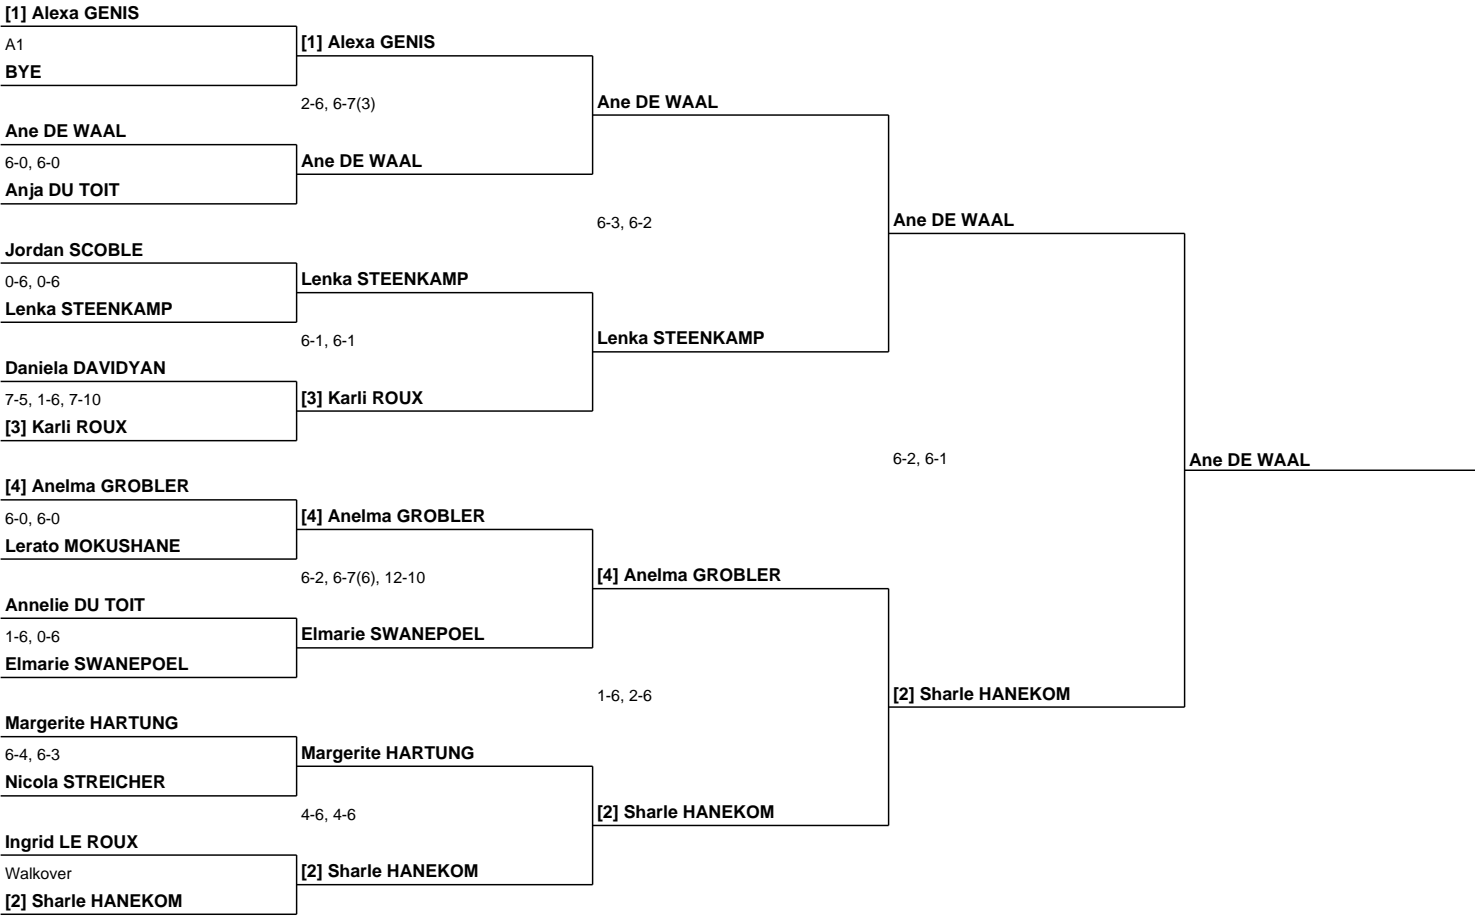 [1] Alexa GENIS
A1
BYE
Ane DE WAAL
6-0, 6-0
Anja DU TOIT
Jordan SCOBLE
0-6, 0-6
Lenka STEENKAMP
Daniela DAVIDYAN
7-5, 1-6, 7-10
[3] Karli ROUX
[4] Anelma GROBLER
6-0, 6-0
Lerato MOKUSHANE
Annelie DU TOIT
1-6, 0-6
Elmarie SWANEPOEL
Margerite HARTUNG
6-4, 6-3
Nicola STREICHER
Ingrid LE ROUX
Walkover
[2] Sharle HANEKOM
[1] Alexa GENIS
2-6, 6-7(3)
Ane DE WAAL
Lenka STEENKAMP
6-1, 6-1
[3] Karli ROUX
[4] Anelma GROBLER
6-2, 6-7(6), 12-10
Elmarie SWANEPOEL
Margerite HARTUNG
4-6, 4-6
[2] Sharle HANEKOM
Ane DE WAAL
6-3, 6-2
Lenka STEENKAMP
[4] Anelma GROBLER
1-6, 2-6
[2] Sharle HANEKOM
Ane DE WAAL
6-2, 6-1
[2] Sharle HANEKOM
Ane DE WAAL